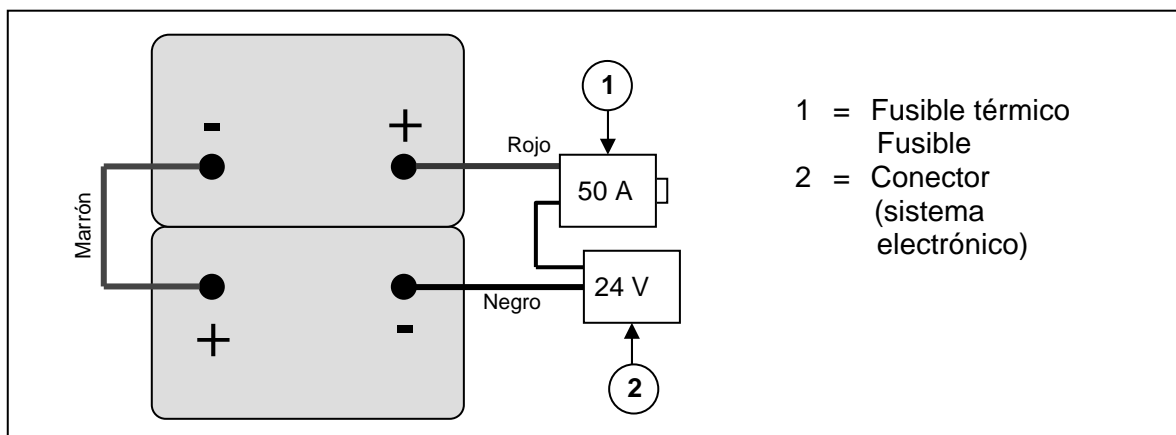 1
1 = Fusible térmico
Fusible
2 = Conector
(sistema
electrónico)
- +
Rojo
50 A
Marrón
24 V
Negro
+ -
2